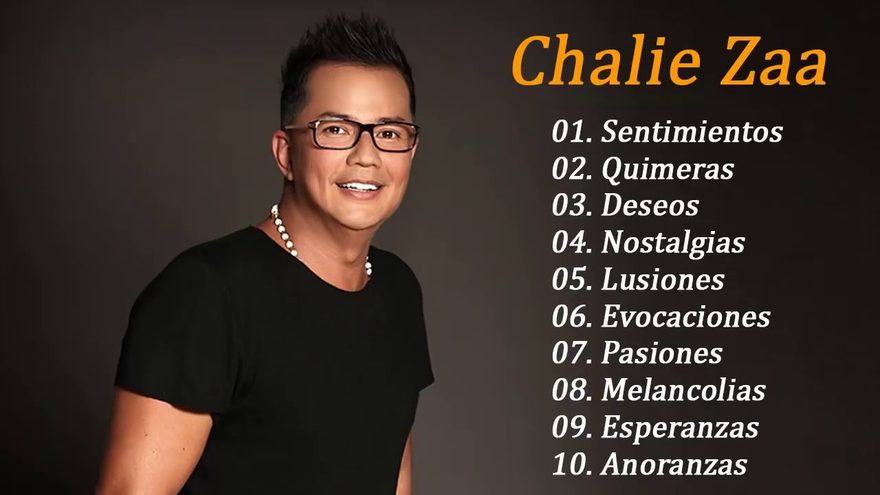 Chalie Zaa
01. Sentimientos
02. Quimeras
03. Deseos
04. Nostalgias
05. Lusiones
06. Evocaciones
07. Pasiones
08. Melancolias
09. Esperanzas
10. Anoranzas